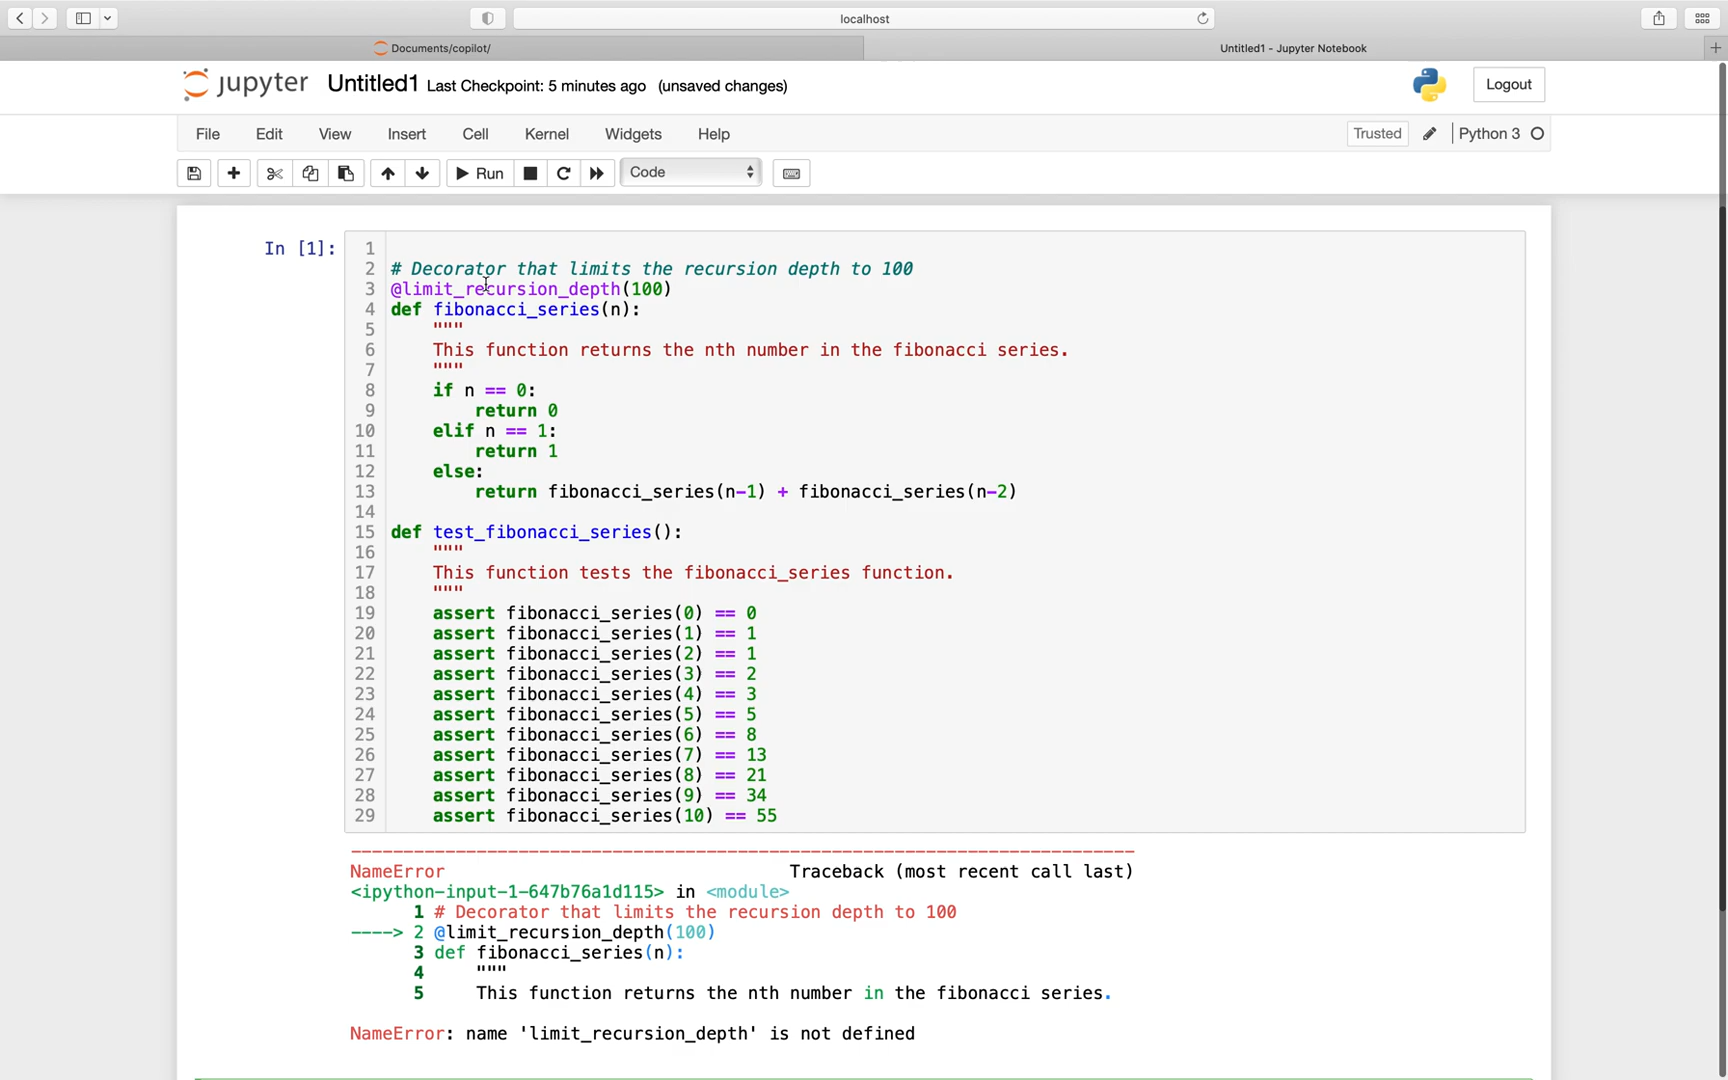 localhost
Documents/copilot/
Untitled1 - Jupyter Notebook
jupyter Untitled1 Last Checkpoint: 5 minutes ago (unsaved changes)
Logout
File Edit View Insert Cell Kernel Widgets Help
Trusted Python 3
Run Code
In [1]:
1
2 # Decorator that limits the recursion depth to 100
3 @limit_recursion_depth(100)
4 def fibonacci_series(n):
5     """
6     This function returns the nth number in the fibonacci series.
7     """
8     if n == 0:
9         return 0
10     elif n == 1:
11         return 1
12     else:
13         return fibonacci_series(n-1) + fibonacci_series(n-2)
14
15 def test_fibonacci_series():
16     """
17     This function tests the fibonacci_series function.
18     """
19     assert fibonacci_series(0) == 0
20     assert fibonacci_series(1) == 1
21     assert fibonacci_series(2) == 1
22     assert fibonacci_series(3) == 2
23     assert fibonacci_series(4) == 3
24     assert fibonacci_series(5) == 5
25     assert fibonacci_series(6) == 8
26     assert fibonacci_series(7) == 13
27     assert fibonacci_series(8) == 21
28     assert fibonacci_series(9) == 34
29     assert fibonacci_series(10) == 55
---------------------------------------------------------------------------
NameError                                 Traceback (most recent call last)
<ipython-input-1-647b76a1d115> in <module>
      1 # Decorator that limits the recursion depth to 100
----> 2 @limit_recursion_depth(100)
      3 def fibonacci_series(n):
      4     """
      5     This function returns the nth number in the fibonacci series.
NameError: name 'limit_recursion_depth' is not defined